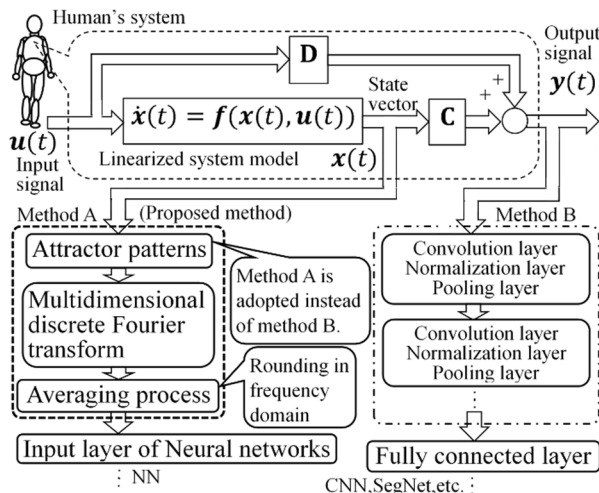 Human's system
Output
signal
y(t)
D
State
vector
+
+
ẋ(t) = f(x(t), u(t))
C
u(t)
Input
signal
Linearized system model
x(t)
Method A
(Proposed method)
Method B
Attractor patterns
Multidimensional
discrete Fourier
transform
Averaging process
Input layer of Neural networks
NN
Method A is
adopted instead
of method B.
Rounding in
frequency
domain
Convolution layer
Normalization layer
Pooling layer
Convolution layer
Normalization layer
Pooling layer
Fully connected layer
CNN,SegNet,etc.